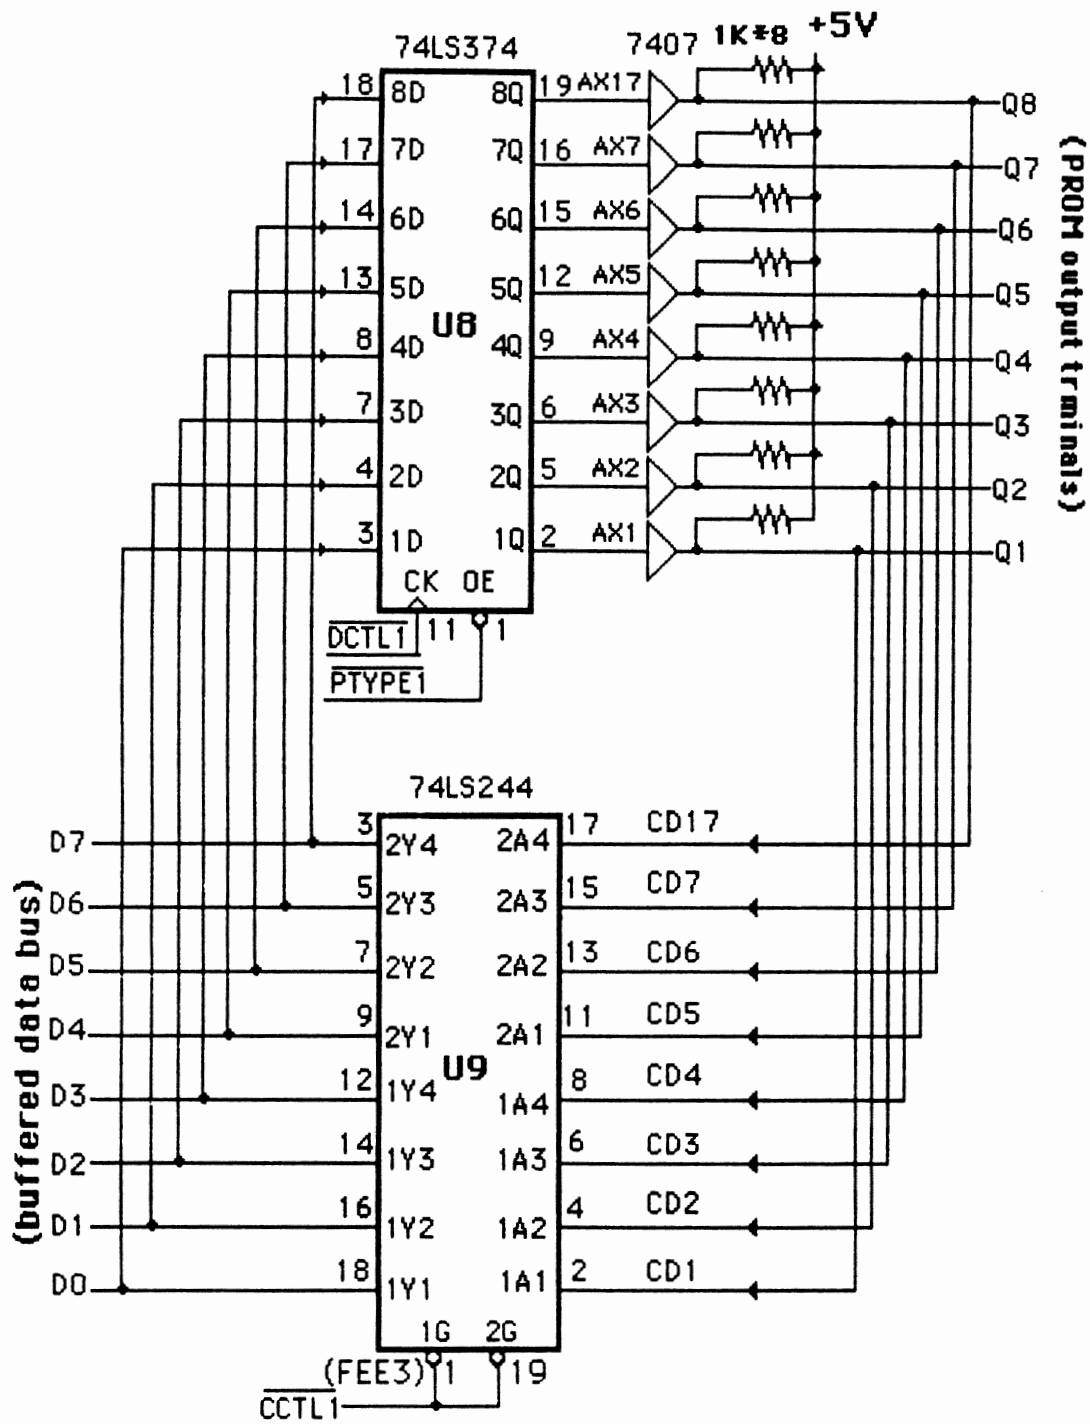 74LS374 7407 1K*8 +5V
18 8D 8Q 19 AX17 Q8
17 7D 7Q 16 AX7 Q7
14 6D 6Q 15 AX6 Q6
13 5D 5Q 12 AX5 Q5
U8
8 4D 4Q 9 AX4 Q4
7 3D 3Q 6 AX3 Q3
4 2D 2Q 5 AX2 Q2
3 1D 1Q 2 AX1 Q1
(PROM output trminals)
CK OE
DCTL1 11 1
PTYPE1
74LS244
D7 3 2Y4 2A4 17 CD17
D6 5 2Y3 2A3 15 CD7
D5 7 2Y2 2A2 13 CD6
D4 9 2Y1 2A1 11 CD5
U9
D3 12 1Y4 1A4 8 CD4
D2 14 1Y3 1A3 6 CD3
D1 16 1Y2 1A2 4 CD2
D0 18 1Y1 1A1 2 CD1
(buffered data bus)
1G 2G
(FEE3) 1 19
CCTL1